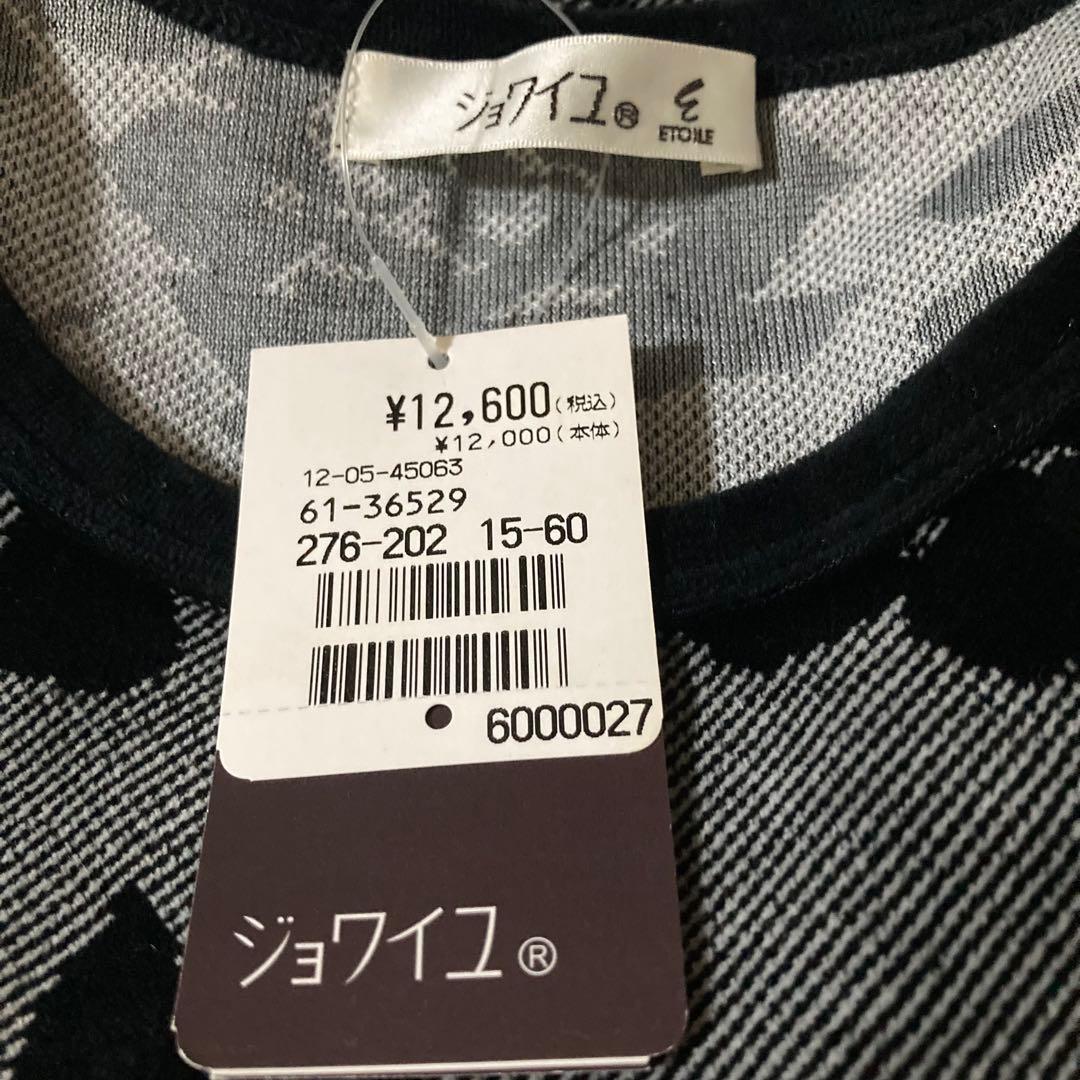 ジョワイユ®
ETOILE
¥12,600(税込)
¥12,000(本体)
12-05-45063
61-36529
276-202 15-60
6000027
ジョワイユ®